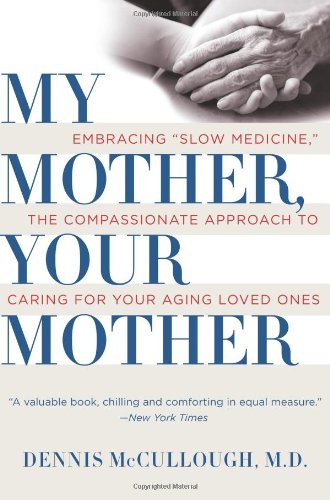 MY
EMBRACING "SLOW MEDICINE,"
MOTHER,
THE COMPASSIONATE APPROACH TO
YOUR
CARING FOR YOUR AGING LOVED ONES
MOTHER
"A valuable book, chilling and comforting in equal measure."
—New York Times
DENNIS McCULLOUGH, M.D.